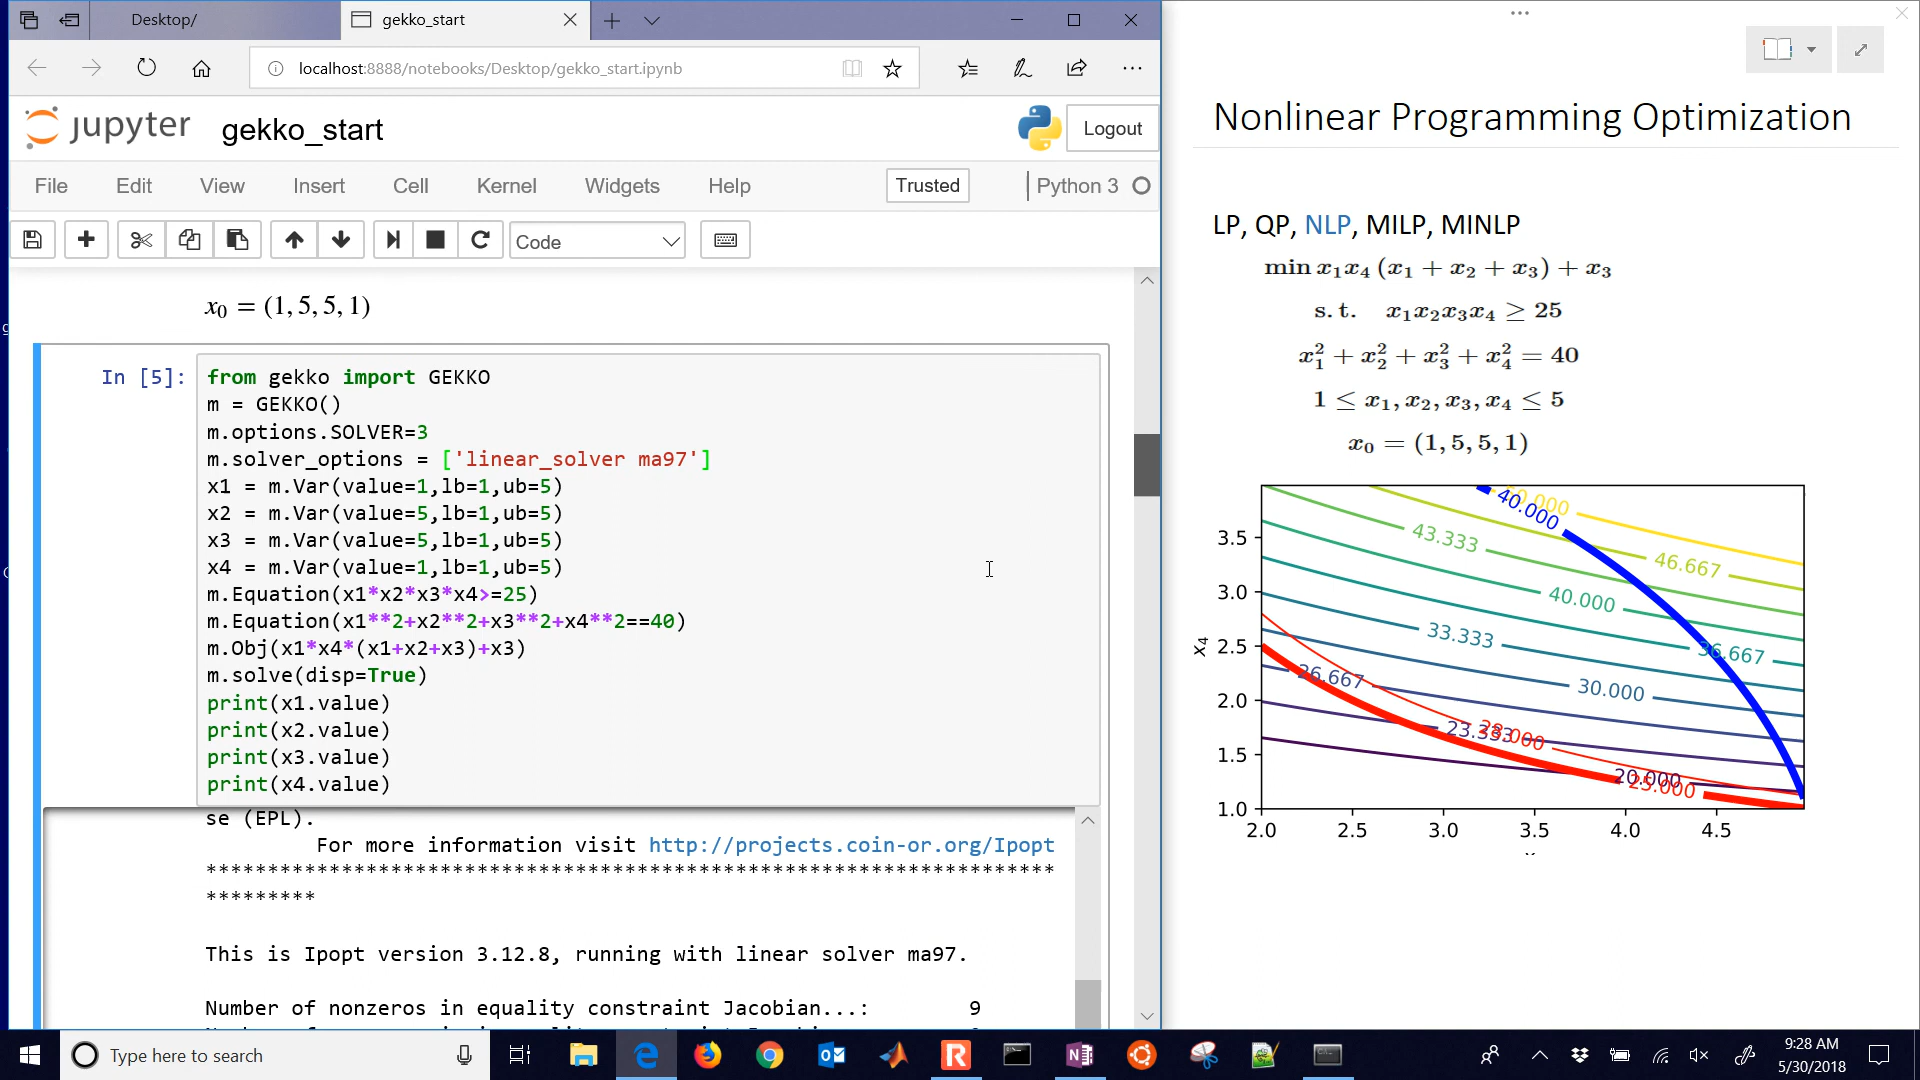 Desktop/
gekko_start
localhost:8888/notebooks/Desktop/gekko_start.ipynb
jupyter
gekko_start
Logout
File Edit View Insert Cell Kernel Widgets Help
Trusted
Python 3
Code
x₀ = (1, 5, 5, 1)
In [5]:
from gekko import GEKKO
m = GEKKO()
m.options.SOLVER=3
m.solver_options = ['linear_solver ma97']
x1 = m.Var(value=1,lb=1,ub=5)
x2 = m.Var(value=5,lb=1,ub=5)
x3 = m.Var(value=5,lb=1,ub=5)
x4 = m.Var(value=1,lb=1,ub=5)
m.Equation(x1*x2*x3*x4>=25)
m.Equation(x1**2+x2**2+x3**2+x4**2==40)
m.Obj(x1*x4*(x1+x2+x3)+x3)
m.solve(disp=True)
print(x1.value)
print(x2.value)
print(x3.value)
print(x4.value)
se (EPL).
For more information visit http://projects.coin-or.org/Ipopt
*********************************************************************
*********
This is Ipopt version 3.12.8, running with linear solver ma97.
Number of nonzeros in equality constraint Jacobian...: 9
Nonlinear Programming Optimization
LP, QP, NLP, MILP, MINLP
min x₁x₄ (x₁ + x₂ + x₃) + x₃
s.t. x₁x₂x₃x₄ ≥ 25
x₁² + x₂² + x₃² + x₄² = 40
1 ≤ x₁, x₂, x₃, x₄ ≤ 5
x₀ = (1, 5, 5, 1)
50.000
40.000
43.333
46.667
40.000
33.333
36.667
26.667
30.000
23.333
28.000
20.000
25.000
x₄
3.5
3.0
2.5
2.0
1.5
1.0
2.0 2.5 3.0 3.5 4.0 4.5
Type here to search
9:28 AM
5/30/2018